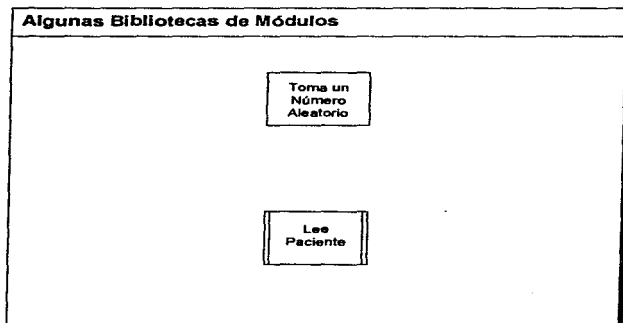 Algunas Bibliotecas de Módulos
Toma un
Número
Aleatorio
Lee
Paciente